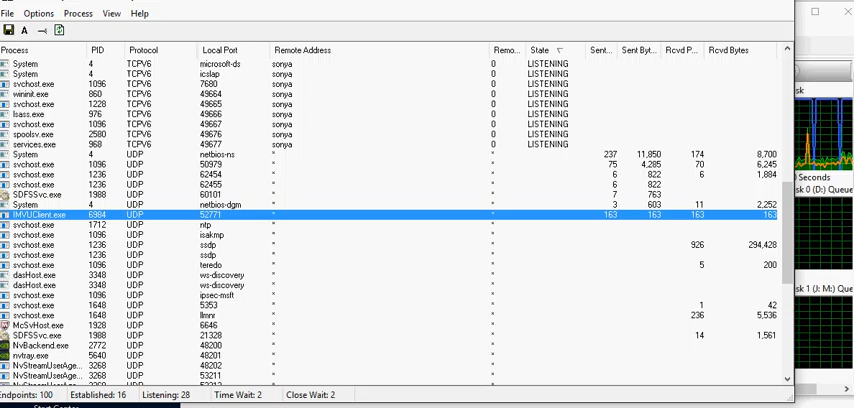 File Options Process View Help
A
Process PID Protocol Local Port Remote Address Remo... State Sent... Sent Byt... Rcvd P... Rcvd Bytes
System 4 TCPV6 microsoft-ds sonya 0 LISTENING
System 4 TCPV6 icslap sonya 0 LISTENING
svchost.exe 1096 TCPV6 7680 sonya 0 LISTENING
wininit.exe 860 TCPV6 49664 sonya 0 LISTENING
svchost.exe 1228 TCPV6 49665 sonya 0 LISTENING
lsass.exe 976 TCPV6 49666 sonya 0 LISTENING
svchost.exe 1096 TCPV6 49667 sonya 0 LISTENING
spoolsv.exe 2580 TCPV6 49676 sonya 0 LISTENING
services.exe 968 TCPV6 49677 sonya 0 LISTENING
System 4 UDP netbios-ns * * 237 11,850 174 8,700
svchost.exe 1096 UDP 50979 * * 75 4,285 70 6,245
svchost.exe 1236 UDP 62454 * * 6 822 6 1,884
svchost.exe 1236 UDP 62455 * * 6 822
SDFSSvc.exe 1988 UDP 60101 * * 7 763
System 4 UDP netbios-dgm * * 3 603 11 2,252
IMVUClient.exe 6984 UDP 52771 * * 163 163 163 163
svchost.exe 1712 UDP ntp * *
svchost.exe 1096 UDP isakmp * *
svchost.exe 1236 UDP ssdp * * 926 294,428
svchost.exe 1236 UDP ssdp * *
svchost.exe 1096 UDP teredo * * 5 200
dasHost.exe 3348 UDP ws-discovery * *
dasHost.exe 3348 UDP ws-discovery * *
svchost.exe 1096 UDP ipsec-msft * *
svchost.exe 1648 UDP 5353 * * 1 42
svchost.exe 1648 UDP llmnr * * 236 5,536
McSvHost.exe 1928 UDP 6646 * *
SDFSSvc.exe 1988 UDP 21328 * * 14 1,561
NvBackend.exe 2772 UDP 48200 * *
nvtray.exe 5640 UDP 48201 * *
NvStreamUserAge... 3268 UDP 48202 * *
NvStreamUserAge... 3268 UDP 53211 * *
NvStreamUserAge... 3268 UDP
Endpoints: 100 Established: 16 Listening: 28 Time Wait: 2 Close Wait: 2
sk
0 Seconds
sk 0 (D:) Queu
sk 1 (J: M:) Que
Start Center